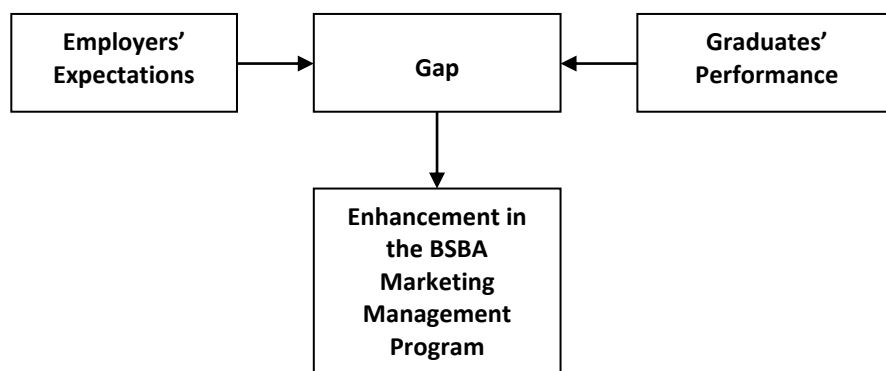 Employers’
Expectations
Gap
Graduates’
Performance
Enhancement in
the BSBA
Marketing
Management
Program